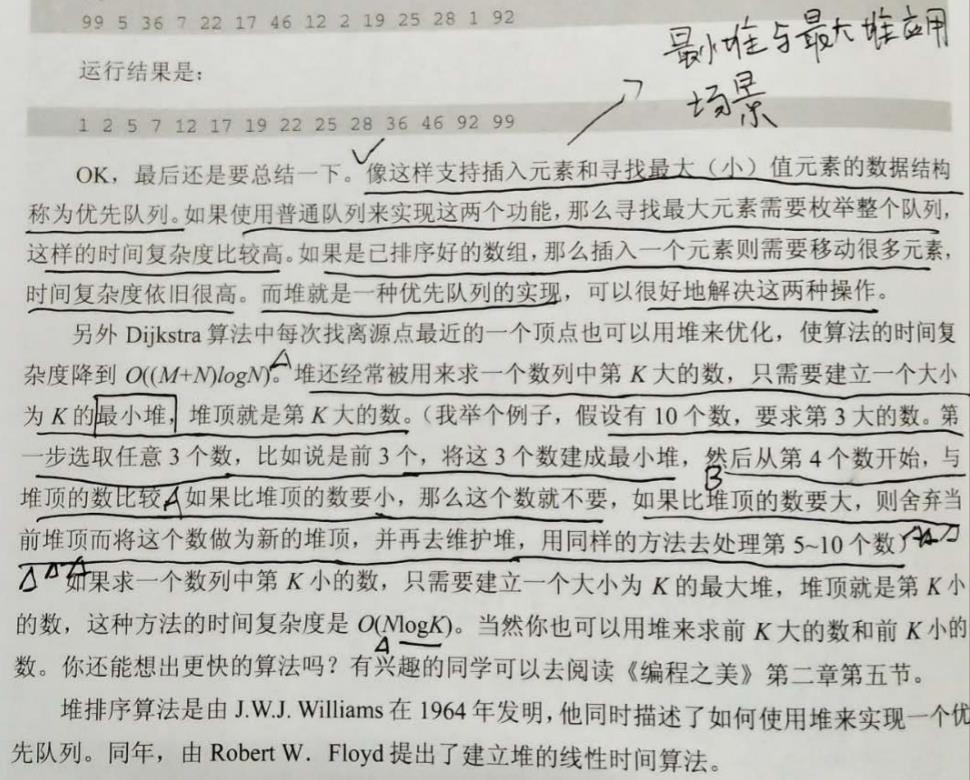 99 5 36 7 22 17 46 12 2 19 25 28 1 92
最小堆与最大堆应用
场景
运行结果是：
1 2 5 7 12 17 19 22 25 28 36 46 92 99
OK，最后还是要总结一下。像这样支持插入元素和寻找最大（小）值元素的数据结构
称为优先队列。如果使用普通队列来实现这两个功能，那么寻找最大元素需要枚举整个队列，
这样的时间复杂度比较高。如果是已排序好的数组，那么插入一个元素则需要移动很多元素，
时间复杂度依旧很高。而堆就是一种优先队列的实现，可以很好地解决这两种操作。
另外 Dijkstra 算法中每次找离源点最近的一个顶点也可以用堆来优化，使算法的时间复
杂度降到 O((M+N)logN)。堆还经常被用来求一个数列中第 K 大的数，只需要建立一个大小
为 K 的最小堆，堆顶就是第 K 大的数。（我举个例子，假设有 10 个数，要求第 3 大的数。第
一步选取任意 3 个数，比如说是前 3 个，将这 3 个数建成最小堆，然后从第 4 个数开始，与
堆顶的数比较，A如果比堆顶的数要小，那么这个数就不要，B如果比堆顶的数要大，则舍弃当
前堆顶而将这个数做为新的堆顶，并再去维护堆，用同样的方法去处理第 5~10 个数）
如果求一个数列中第 K 小的数，只需要建立一个大小为 K 的最大堆，堆顶就是第 K 小
的数，这种方法的时间复杂度是 O(NlogK)。当然你也可以用堆来求前 K 大的数和前 K 小的
数。你还能想出更快的算法吗？有兴趣的同学可以去阅读《编程之美》第二章第五节。
堆排序算法是由 J.W.J. Williams 在 1964 年发明，他同时描述了如何使用堆来实现一个优
先队列。同年，由 Robert W．Floyd 提出了建立堆的线性时间算法。